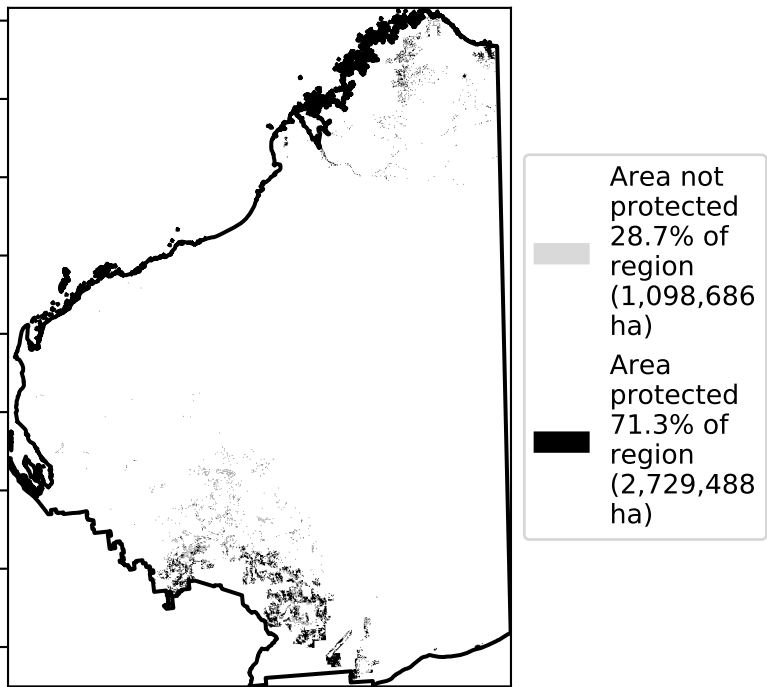 Area not
protected
28.7% of
region
(1,098,686
ha)
Area
protected
71.3% of
region
(2,729,488
ha)